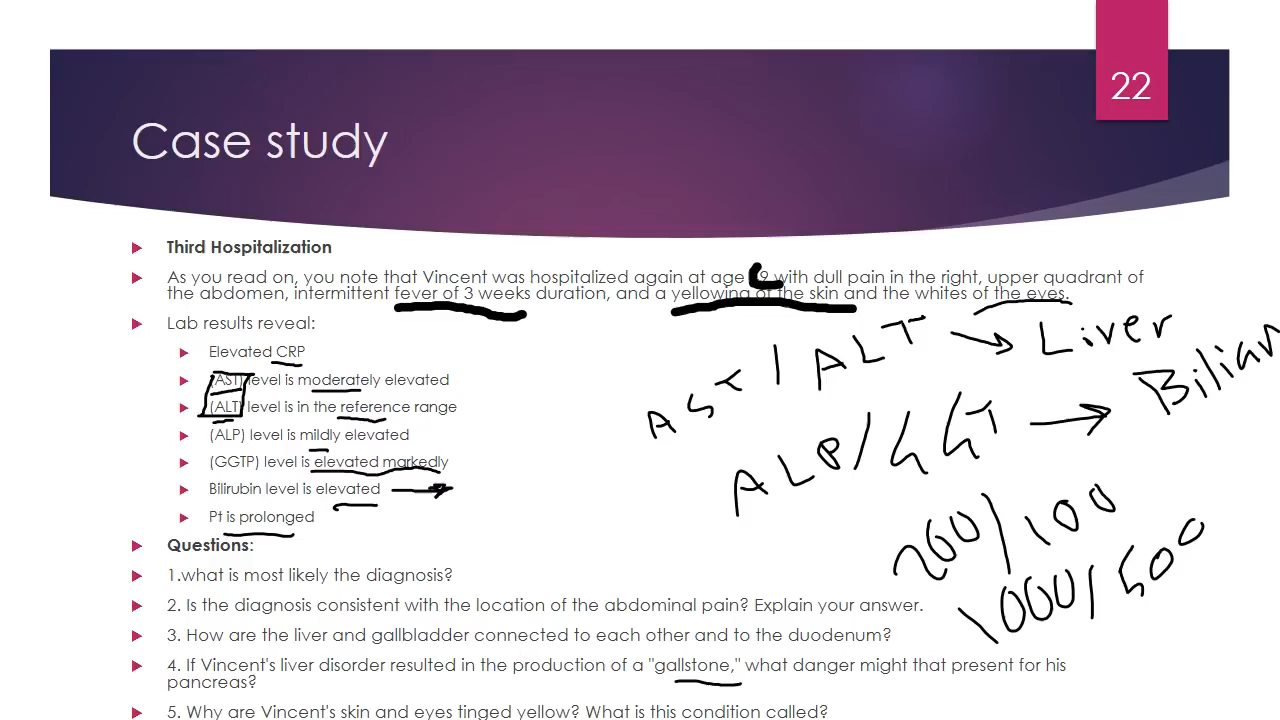 22
Case study
Third Hospitalization
As you read on, you note that Vincent was hospitalized again at age 9 with dull pain in the right, upper quadrant of
the abdomen, intermittent fever of 3 weeks duration, and a yellowing of the skin and the whites of the eyes.
Lab results reveal:
Elevated CRP
(AST) level is moderately elevated
(ALT) level is in the reference range
(ALP) level is mildly elevated
(GGTP) level is elevated markedly
Bilirubin level is elevated
Pt is prolonged
AST / ALT → Liver
ALP / GGT → Biliar
200 / 100
1000 / 500
Questions:
1.what is most likely the diagnosis?
2. Is the diagnosis consistent with the location of the abdominal pain? Explain your answer.
3. How are the liver and gallbladder connected to each other and to the duodenum?
4. If Vincent's liver disorder resulted in the production of a "gallstone," what danger might that present for his
pancreas?
5. Why are Vincent's skin and eyes tinged yellow? What is this condition called?